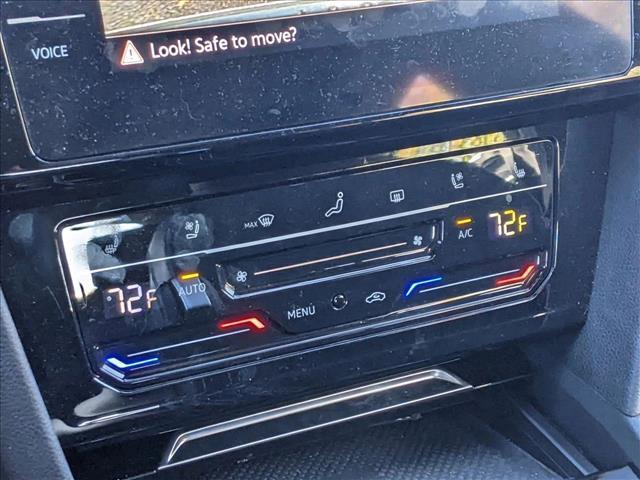 VOICE
Look! Safe to move?
MAX
A/C
72F
72F
AUTO
MENU